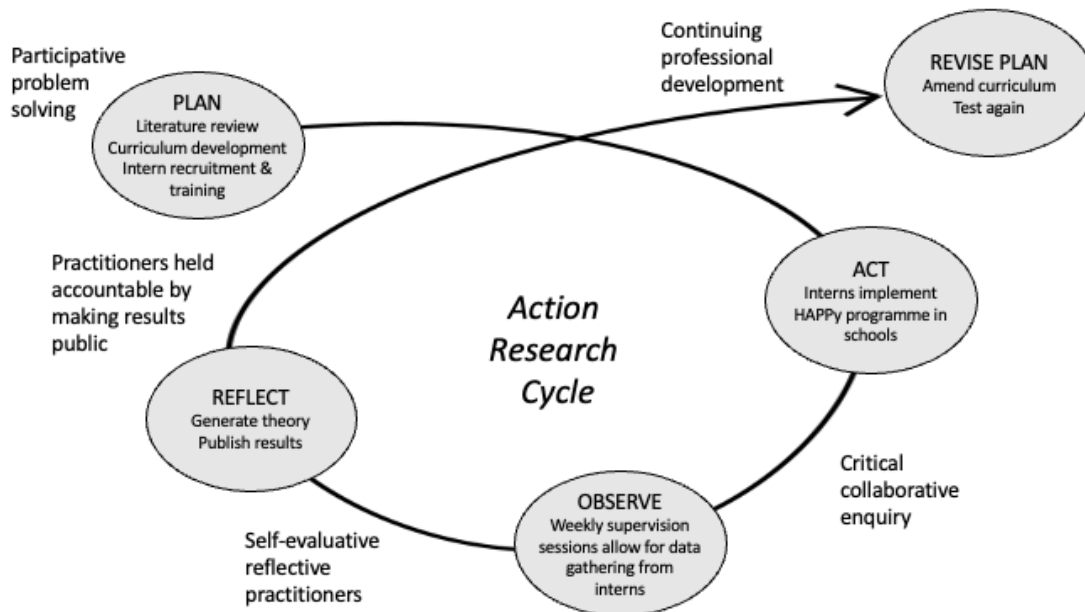 Participative
problem
solving
PLAN
Literature review
Curriculum development
Intern recruitment &
training
Continuing
professional
development
REVISE PLAN
Amend curriculum
Test again
Practitioners held
accountable by
making results
public
Action
Research
Cycle
ACT
Interns implement
HAPPy programme in
schools
REFLECT
Generate theory
Publish results
Critical
collaborative
enquiry
OBSERVE
Weekly supervision
sessions allow for data
gathering from
interns
Self-evaluative
reflective
practitioners